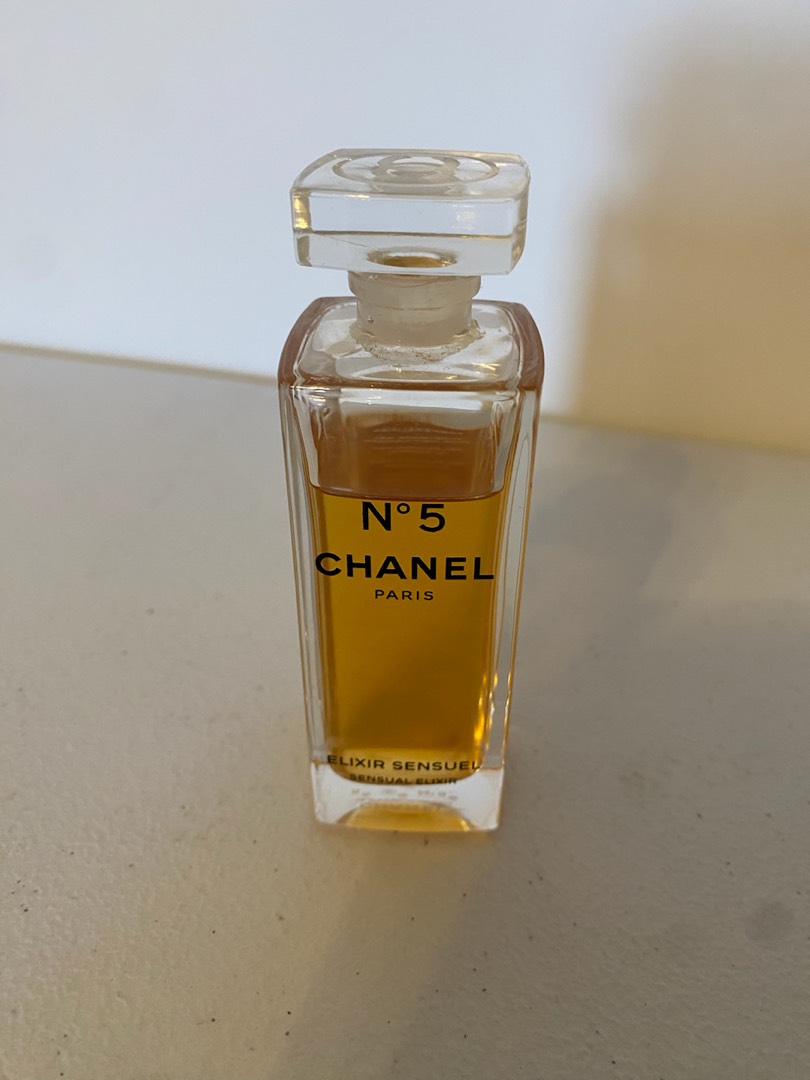 N°5
CHANEL
PARIS
ELIXIR SENSUEL
SENSUAL ELIXIR